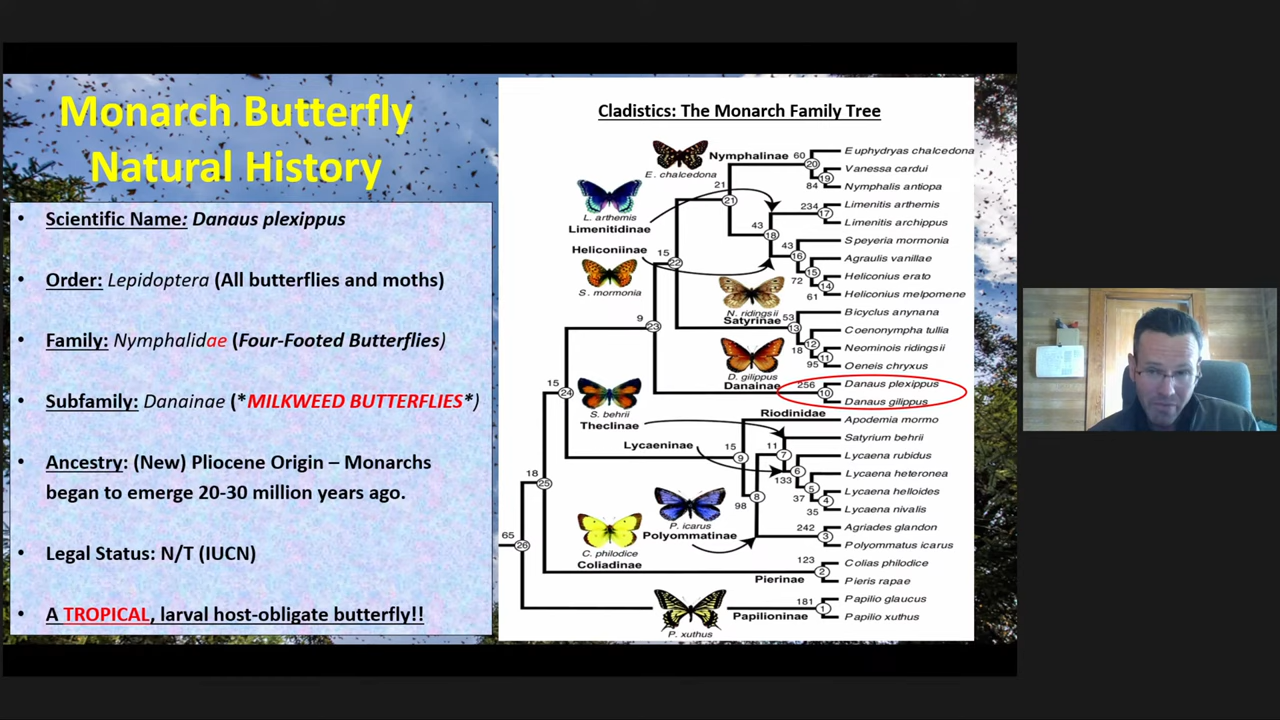 Monarch Butterfly
Natural History
• Scientific Name: Danaus plexippus
• Order: Lepidoptera (All butterflies and moths)
• Family: Nymphalidae (Four-Footed Butterflies)
• Subfamily: Danainae (*MILKWEED BUTTERFLIES*)
• Ancestry: (New) Pliocene Origin – Monarchs
began to emerge 20-30 million years ago.
• Legal Status: N/T (IUCN)
• A TROPICAL, larval host-obligate butterfly!!
Cladistics: The Monarch Family Tree
Nymphalinae 60 20 Euphydryas chalcedona
E. chalcedona
19 Vanessa cardui
21 84 Nymphalis antiopa
21
L. arthemis
Limenitidinae
234 17 Limenitis arthemis
Limenitis archippus
43 18
Heliconiinae
43 16 Speyeria mormonia
15 22
15 Agraulis vanillae
72 14 Heliconius erato
S. mormonia
61 Heliconius melpomene
N. ridingsii
Satyrinae 53 13 Bicyclus anynana
9 23
Coenonympha tullia
18 12 Neominois ridingsii
95 11 Oeneis chryxus
D. gilippus
Danainae 256 10 Danaus plexippus
Danaus gilippus
15 24
S. behrii
Theclinae
Riodinidae Apodemia mormo
11 7 Satyrium behrii
Lycaeninae 15 9
Lycaena rubidus
133 6 Lycaena heteronea
18 25
5 Lycaena helloides
98 8 37 4
35 Lycaena nivalis
P. icarus
Polyommatinae
242 3 Agriades glandon
Polyommatus icarus
65 26
C. philodice
Coliadinae
123 2 Colias philodice
Pierinae Pieris rapae
181 1 Papilio glaucus
Papilioninae Papilio xuthus
P. xuthus